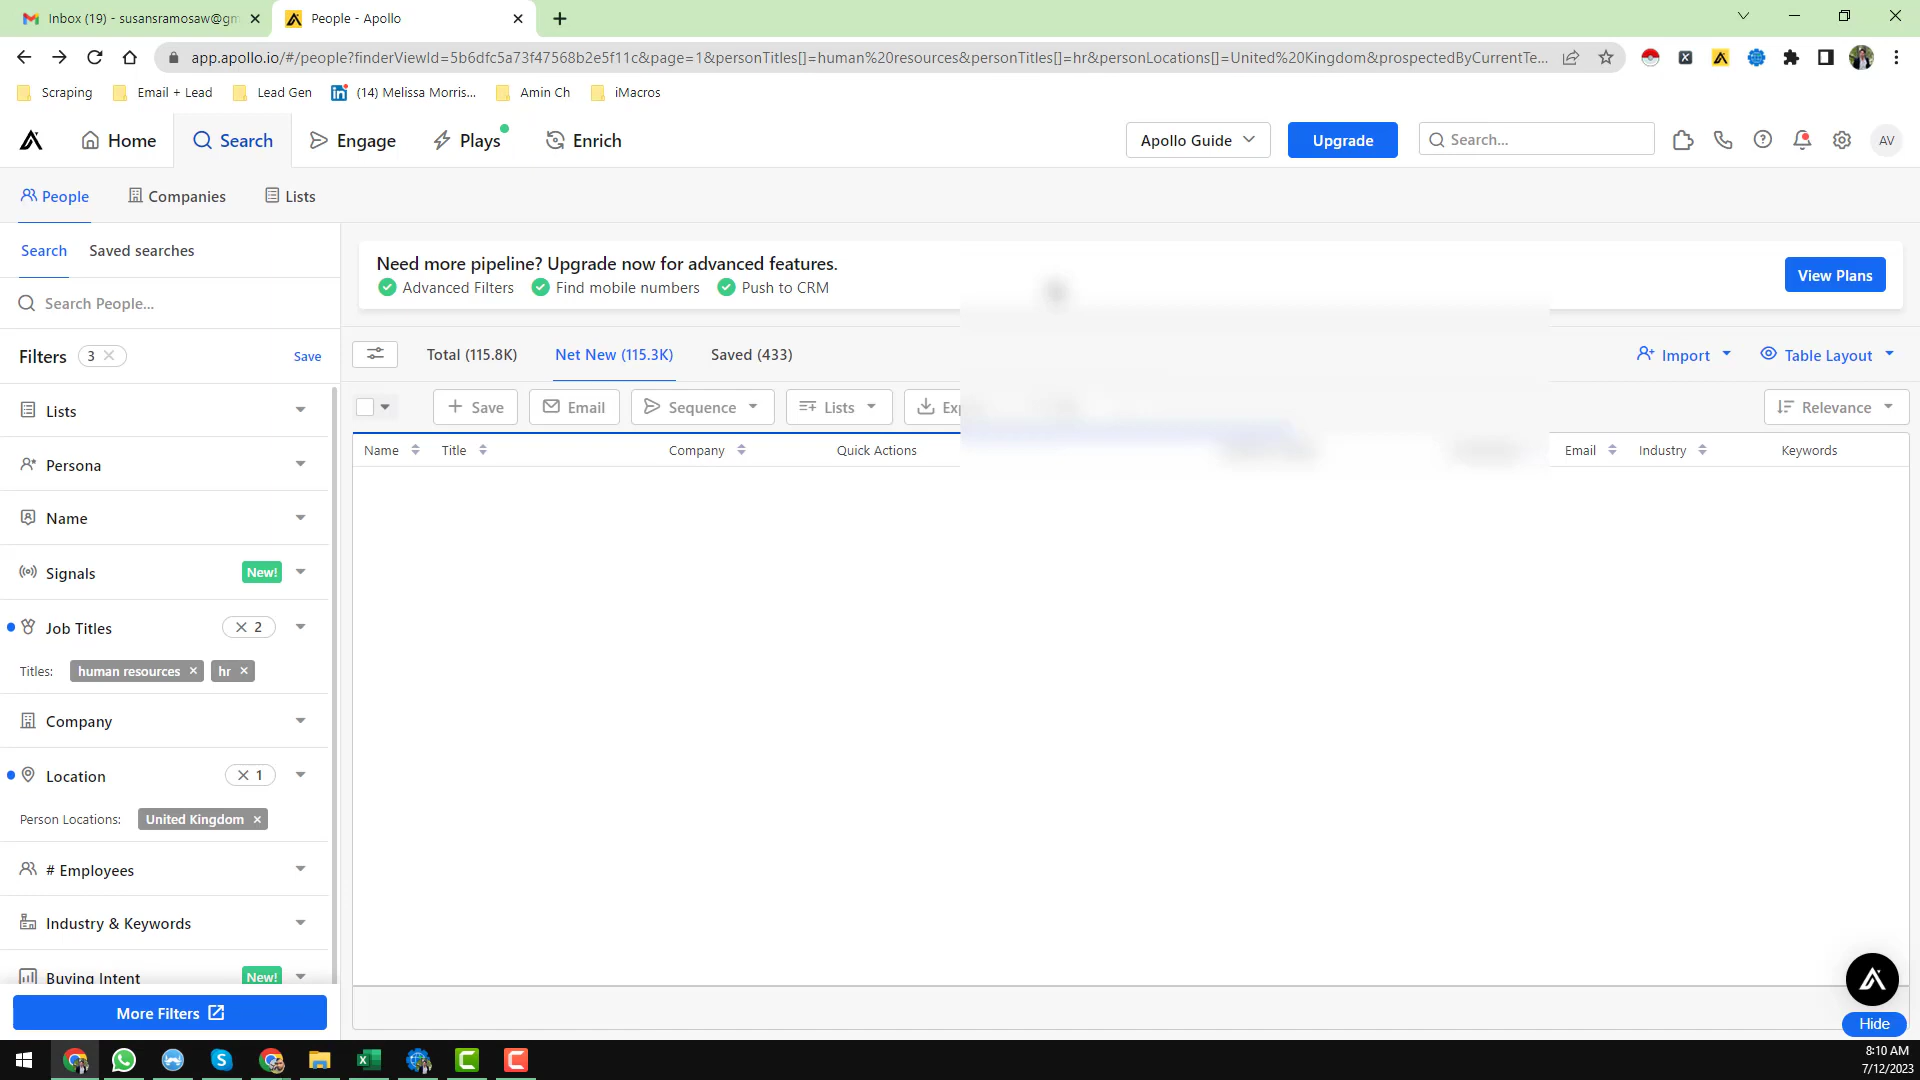 Inbox (19) - susansramosaw@gm
People - Apollo
app.apollo.io/#/people?finderViewId=5b6dfc5a73f47568b2e5f11c&page=1&personTitles[]=human%20resources&personTitles[]=hr&personLocations[]=United%20Kingdom&prospectedByCurrentTe...
Scraping
Email + Lead
Lead Gen
(14) Melissa Morris...
Amin Ch
iMacros
Home
Search
Engage
Plays
Enrich
Apollo Guide
Upgrade
Search...
AV
People
Companies
Lists
Search
Saved searches
Search People...
Filters
3
Save
Need more pipeline? Upgrade now for advanced features.
Advanced Filters
Find mobile numbers
Push to CRM
View Plans
Total (115.8K)
Net New (115.3K)
Saved (433)
Import
Table Layout
Save
Email
Sequence
Lists
Relevance
Name
Title
Company
Quick Actions
Email
Industry
Keywords
Lists
Persona
Name
Signals
New!
Job Titles
2
Titles:
human resources
hr
Company
Location
1
Person Locations:
United Kingdom
# Employees
Industry & Keywords
Buying Intent
New!
More Filters
Hide
8:10 AM
7/12/2023